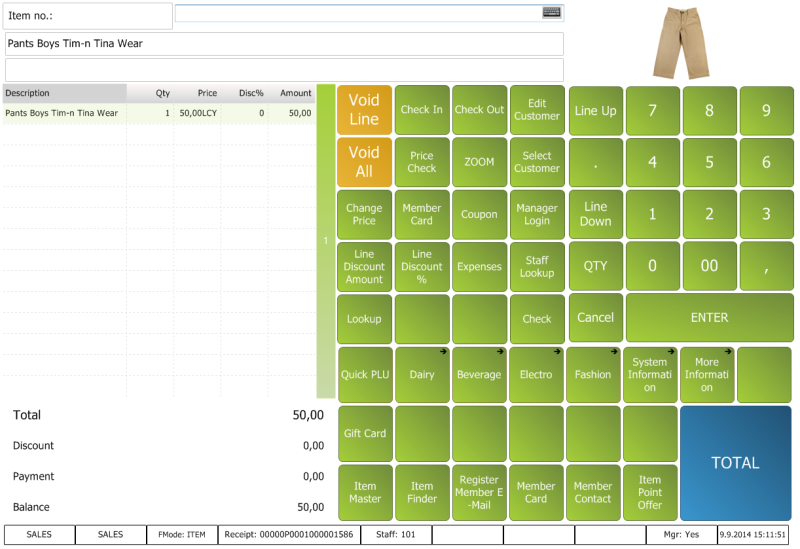 Item no.:
Pants Boys Tim-n Tina Wear
Description Qty Price Disc% Amount
Pants Boys Tim-n Tina Wear 1 50,00LCY 0 50,00
1
Void
Line
Check In
Check Out
Edit
Customer
Line Up
7
8
9
Void
All
Price
Check
ZOOM
Select
Customer
.
4
5
6
Change
Price
Member
Card
Coupon
Manager
Login
Line
Down
1
2
3
Line
Discount
Amount
Line
Discount
%
Expenses
Staff
Lookup
QTY
0
00
,
Lookup
Check
Cancel
ENTER
Quick PLU
Dairy
Beverage
Electro
Fashion
System
Informati
on
More
Informati
on
Total 50,00
Discount 0,00
Payment 0,00
Balance 50,00
Gift Card
TOTAL
Item
Master
Item
Finder
Register
Member E
-Mail
Member
Card
Member
Contact
Item
Point
Offer
SALES SALES FMode: ITEM Receipt: 00000P0001000001586 Staff: 101 Mgr: Yes 9.9.2014 15:11:51